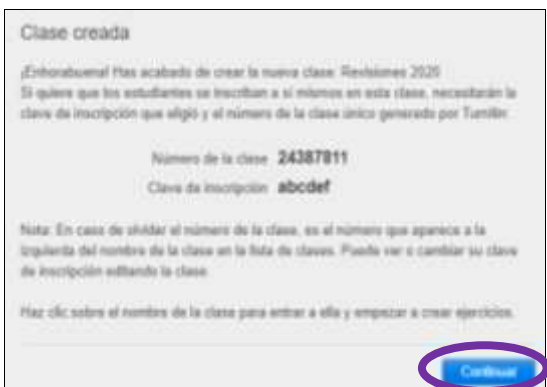 Clase creada
¡Enhorabuena! Has acabado de crear la nueva clase: Revisiones 2020
Si quiere que los estudiantes se inscriban a sí mismos en esta clase, necesitarán la
clave de inscripción que eligió y el número de la clase único generado por Turnitin:
Número de la clase 24387811
Clave de inscripción abcdef
Nota: En caso de olvidar el número de la clase, es el número que aparece a la
izquierda del nombre de la clase en la lista de clases. Puede ver o cambiar su clave
de inscripción editando la clase.
Haz clic sobre el nombre de la clase para entrar a ella y empezar a crear ejercicios.
Continuar